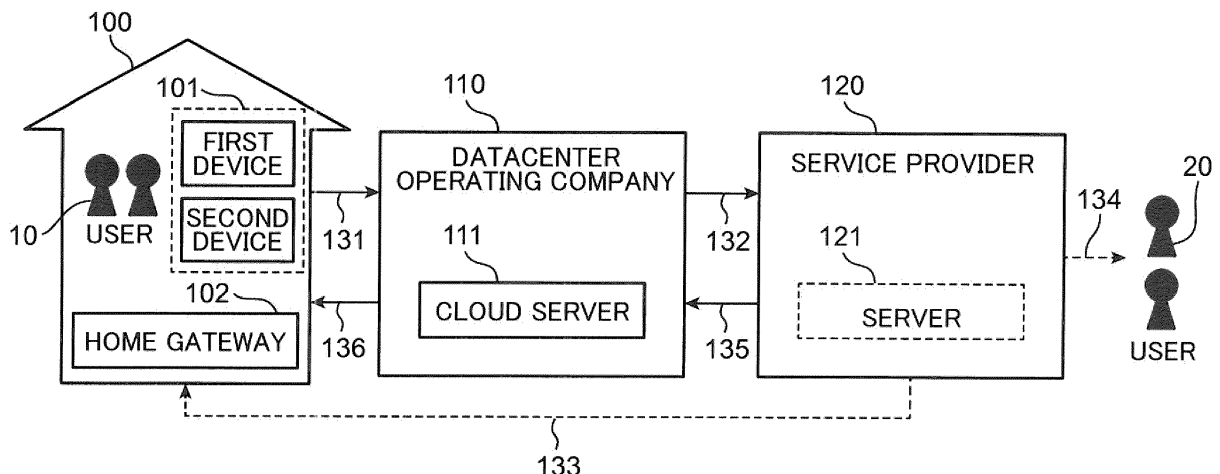 100
101
FIRST
DEVICE
SECOND
DEVICE
10
USER
102
HOME GATEWAY
131
136
110
DATACENTER
OPERATING COMPANY
111
CLOUD SERVER
132
135
120
SERVICE PROVIDER
121
SERVER
134
20
USER
133